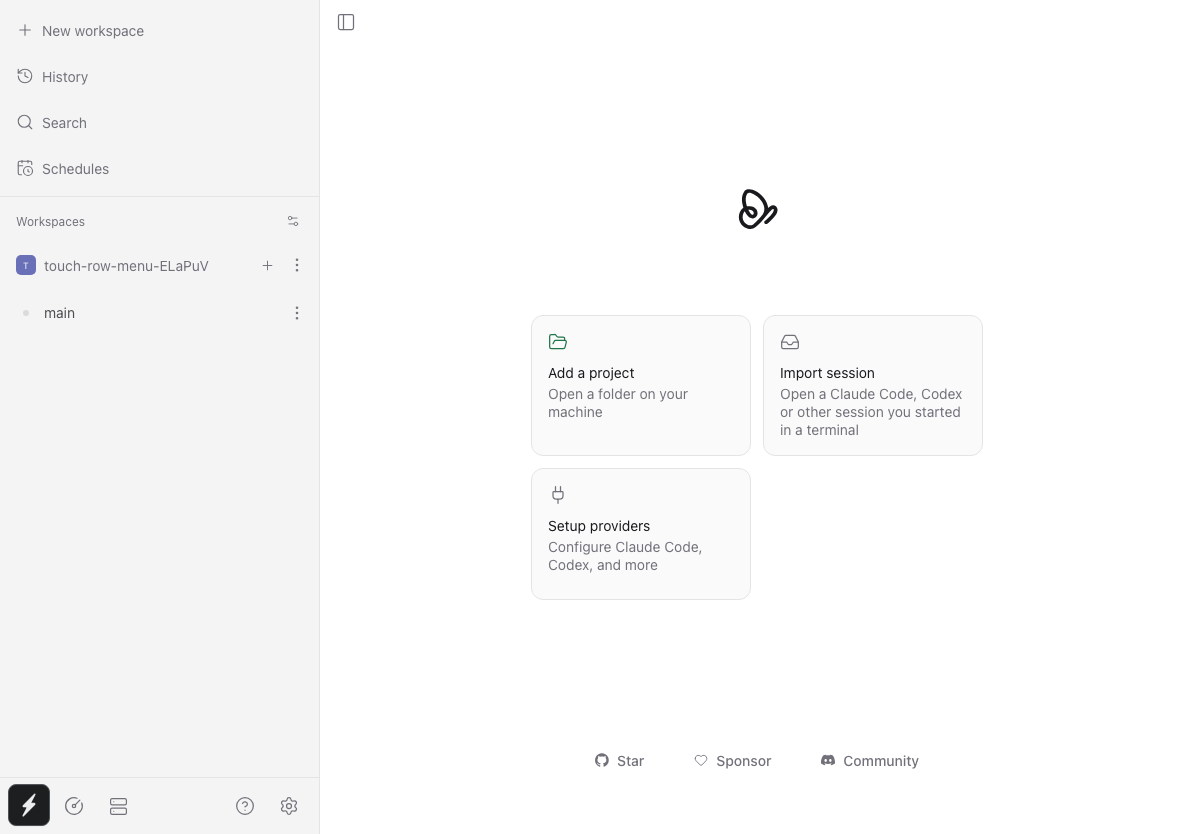 New workspace
History
Search
Schedules
Workspaces
T touch-row-menu-ELaPuV
main
Add a project
Open a folder on your
machine
Import session
Open a Claude Code, Codex
or other session you started
in a terminal
Setup providers
Configure Claude Code,
Codex, and more
Star
Sponsor
Community